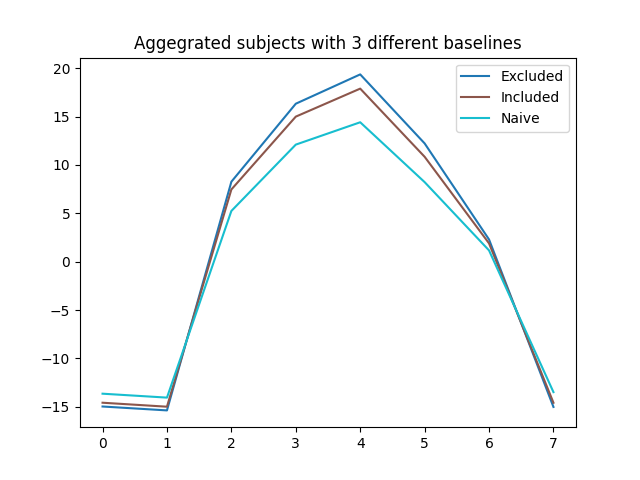 Aggegrated subjects with 3 different baselines
20
15
10
5
0
−5
−10
−15
Excluded
Included
Naive
0 1 2 3 4 5 6 7